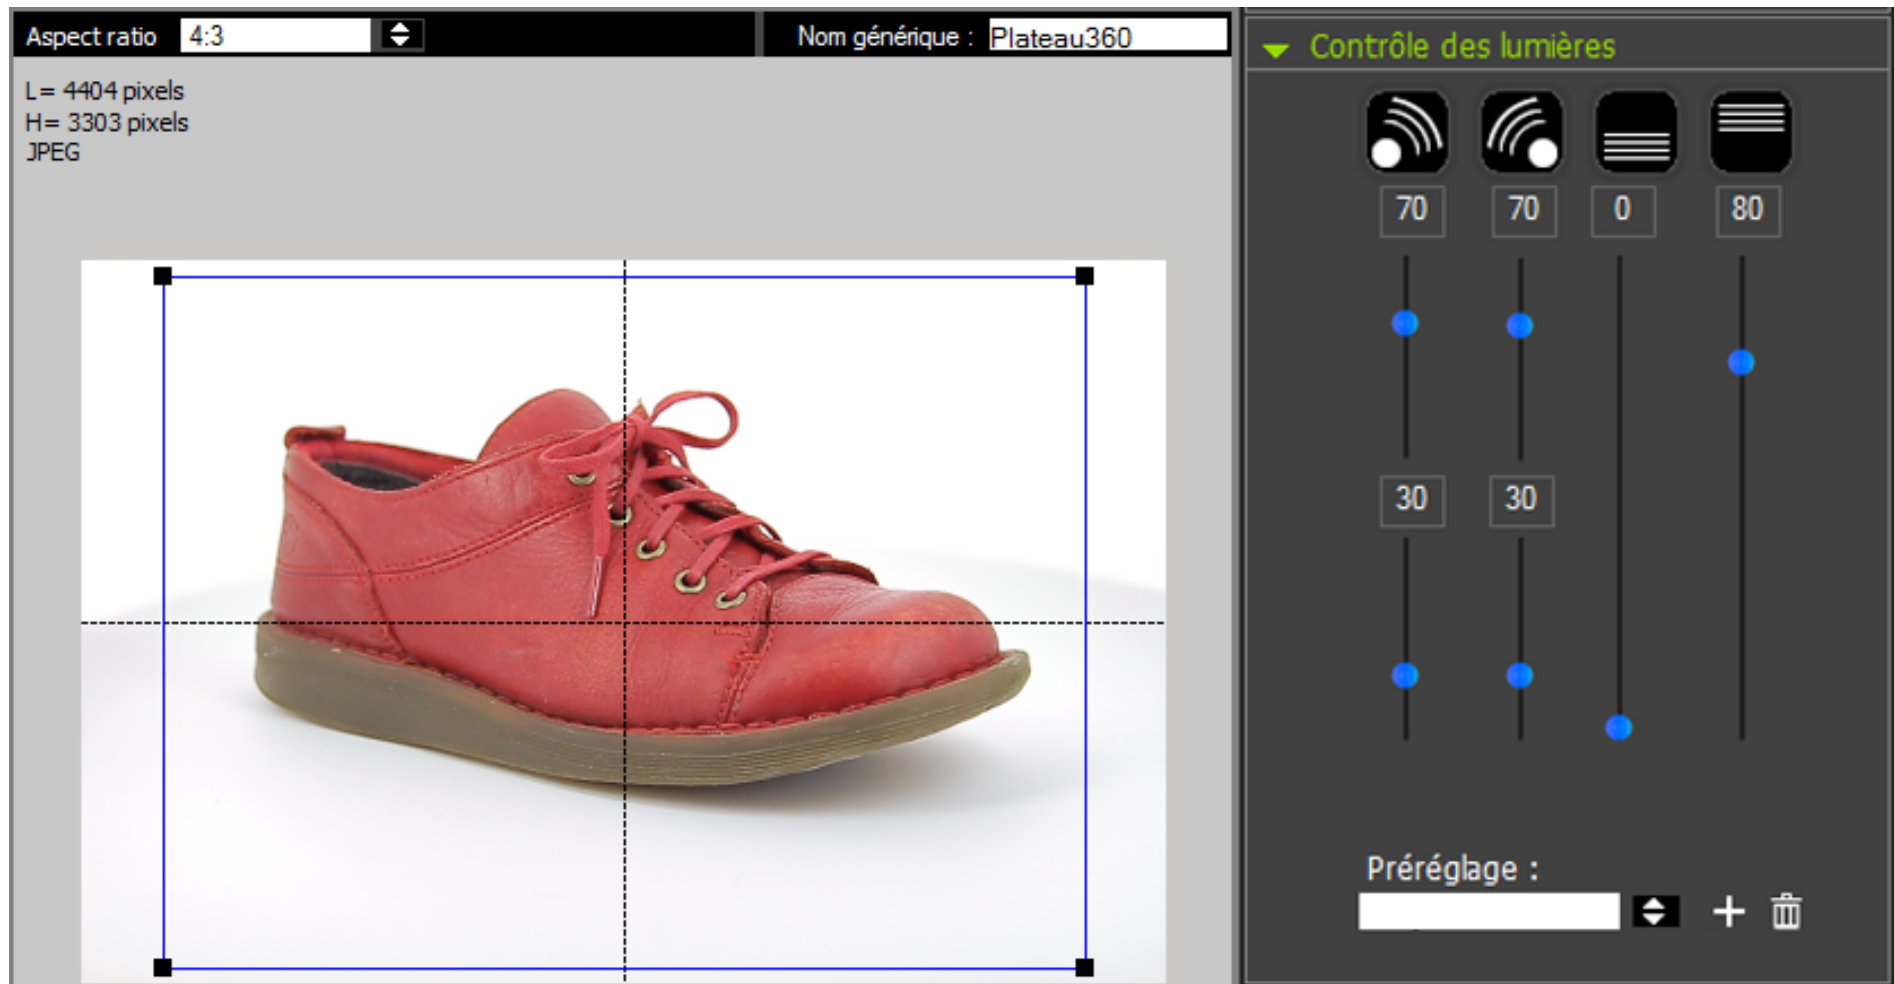 Aspect ratio 4:3
Nom générique : Plateau360
L= 4404 pixels
H= 3303 pixels
JPEG
Contrôle des lumières
70 70 0 80
30 30
Préréglage :